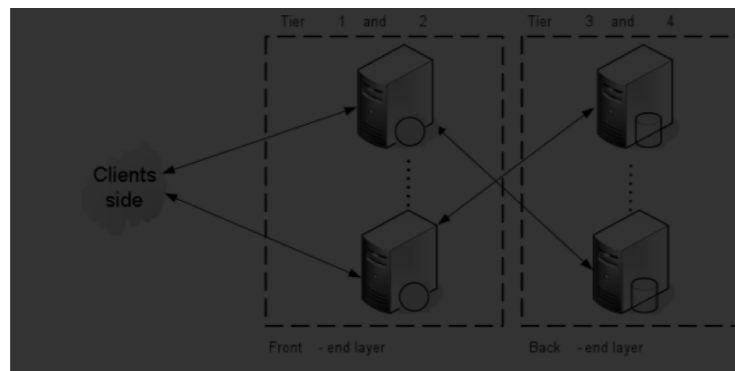 Tier 1 and 2
Tier 3 and 4
Clients
side
Front - end layer
Back - end layer